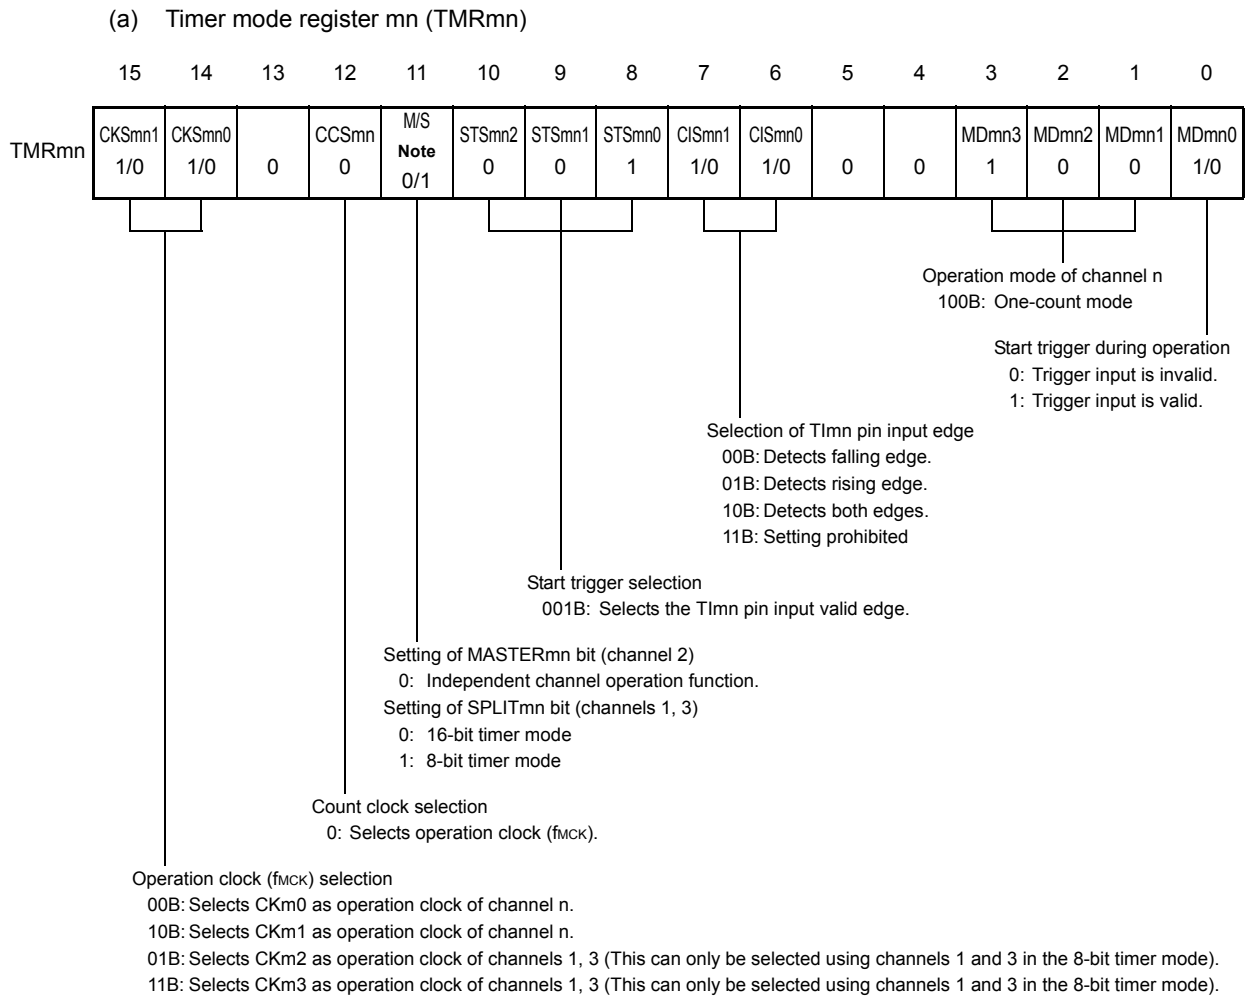 (a) Timer mode register mn (TMRmn)
15 14 13 12 11 10 9 8 7 6 5 4 3 2 1 0
TMRmn
CKSmn1 CKSmn0 CCSmn M/S STSmn2 STSmn1 STSmn0 CISmn1 CISmn0 MDmn3 MDmn2 MDmn1 MDmn0
Note
1/0 1/0 0 0 0/1 0 0 1 1/0 1/0 0 0 1 0 0 1/0
Operation mode of channel n
100B: One-count mode
Start trigger during operation
0: Trigger input is invalid.
1: Trigger input is valid.
Selection of TImn pin input edge
00B: Detects falling edge.
01B: Detects rising edge.
10B: Detects both edges.
11B: Setting prohibited
Start trigger selection
001B: Selects the TImn pin input valid edge.
Setting of MASTERmn bit (channel 2)
0: Independent channel operation function.
Setting of SPLITmn bit (channels 1, 3)
0: 16-bit timer mode
1: 8-bit timer mode
Count clock selection
0: Selects operation clock (fMCK).
Operation clock (fMCK) selection
00B: Selects CKm0 as operation clock of channel n.
10B: Selects CKm1 as operation clock of channel n.
01B: Selects CKm2 as operation clock of channels 1, 3 (This can only be selected using channels 1 and 3 in the 8-bit timer mode).
11B: Selects CKm3 as operation clock of channels 1, 3 (This can only be selected using channels 1 and 3 in the 8-bit timer mode).